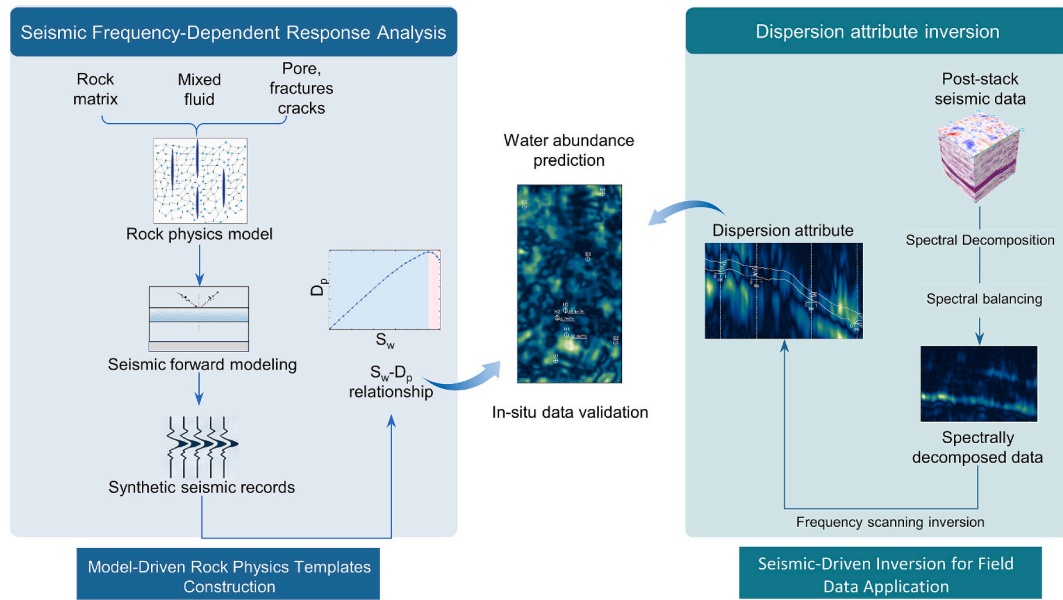 Seismic Frequency-Dependent Response Analysis
Rock
matrix
Mixed
fluid
Pore,
fractures
cracks
Rock physics model
Seismic forward modeling
Synthetic seismic records
Dp
Sw
Sw-Dp
relationship
Model-Driven Rock Physics Templates
Construction
Water abundance
prediction
In-situ data validation
Dispersion attribute inversion
Post-stack
seismic data
Spectral Decomposition
Spectral balancing
Spectrally
decomposed data
Frequency scanning inversion
Dispersion attribute
Seismic-Driven Inversion for Field
Data Application